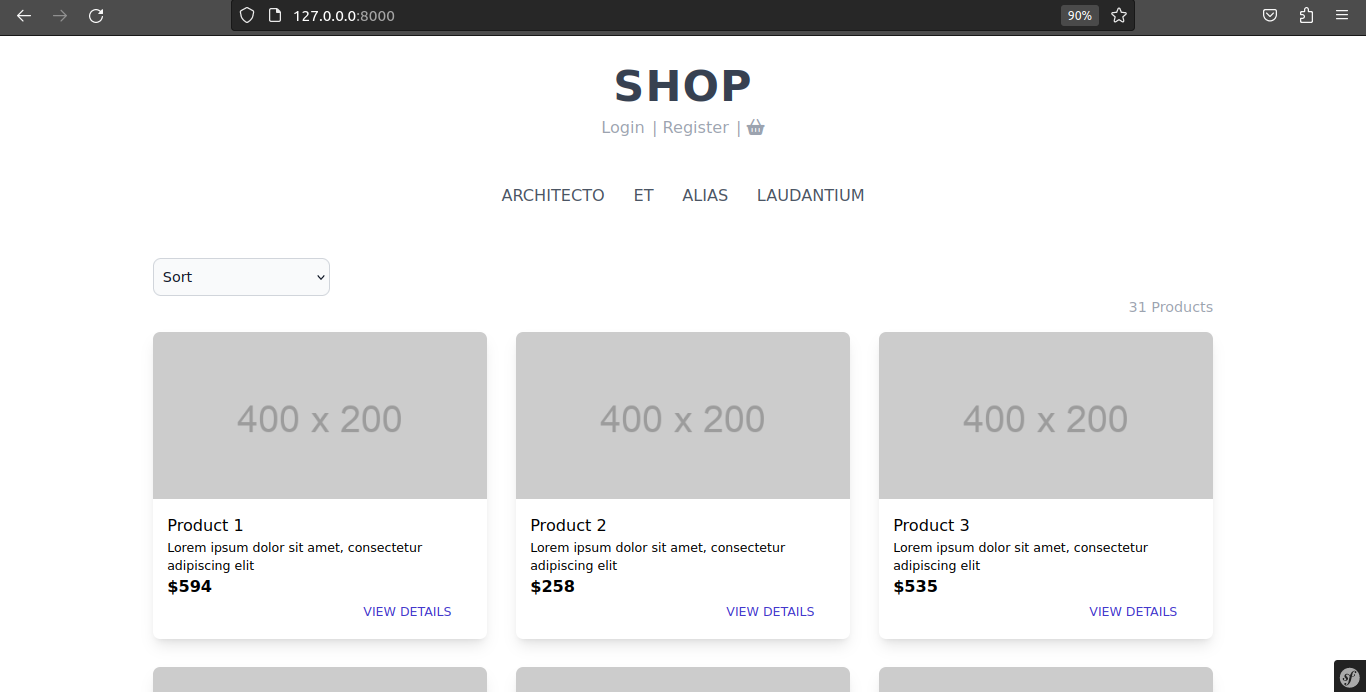 127.0.0.0:8000 90%
SHOP
Login | Register |
ARCHITECTO ET ALIAS LAUDANTIUM
Sort
31 Products
400 x 200 400 x 200 400 x 200
Product 1 Product 2 Product 3
Lorem ipsum dolor sit amet, consectetur Lorem ipsum dolor sit amet, consectetur Lorem ipsum dolor sit amet, consectetur
adipiscing elit adipiscing elit adipiscing elit
$594 $258 $535
VIEW DETAILS VIEW DETAILS VIEW DETAILS
sf